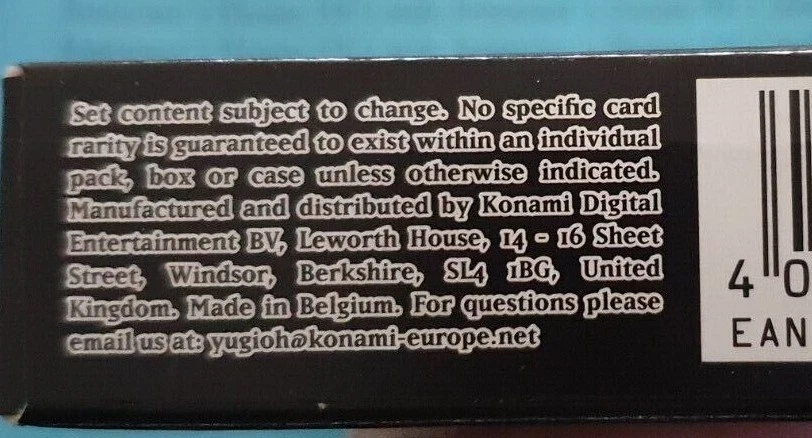 Set content subject to change. No specific card
rarity is guaranteed to exist within an individual
pack, box or case unless otherwise indicated.
Manufactured and distributed by Konami Digital
Entertainment BV, Leworth House, 14 - 16 Sheet
Street, Windsor, Berkshire, SL4 1BG, United
Kingdom. Made in Belgium. For questions please
email us at: yugioh@konami-europe.net
4 0
EAN